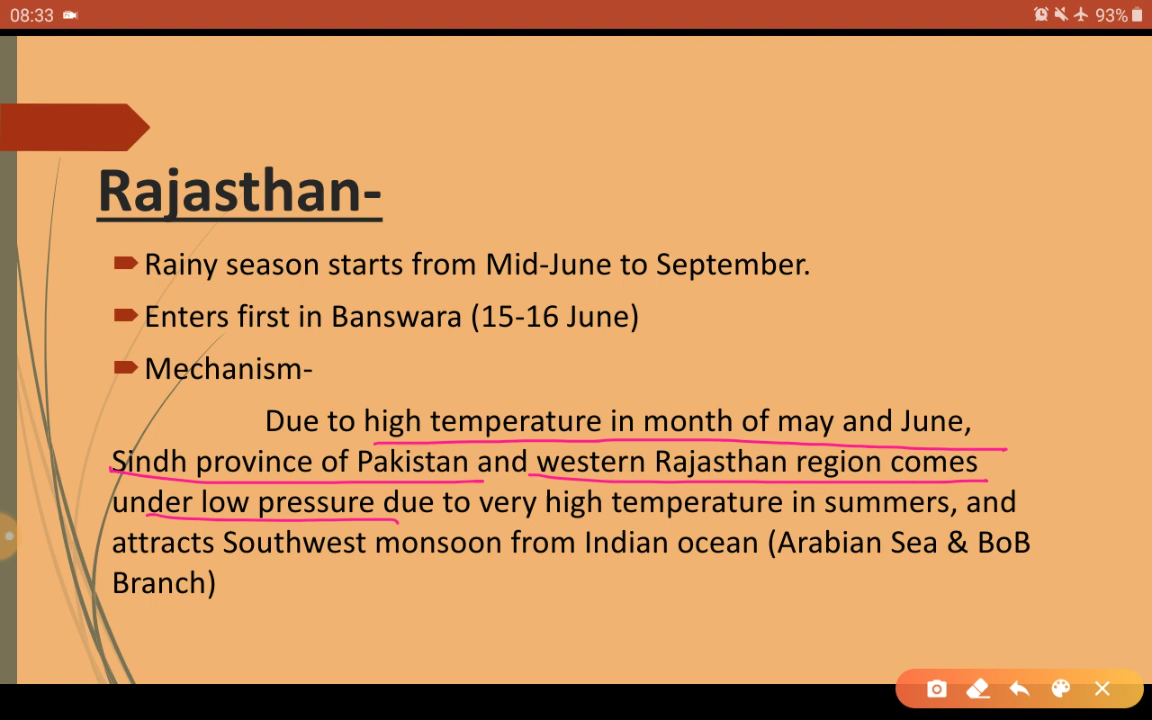 08:33
93%
Rajasthan-
Rainy season starts from Mid-June to September.
Enters first in Banswara (15-16 June)
Mechanism-
Due to high temperature in month of may and June,
Sindh province of Pakistan and western Rajasthan region comes
under low pressure due to very high temperature in summers, and
attracts Southwest monsoon from Indian ocean (Arabian Sea & BoB
Branch)